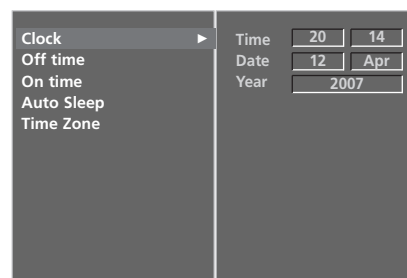 Clock ►
Off time
On time
Auto Sleep
Time Zone
Time 20 14
Date 12 Apr
Year 2007